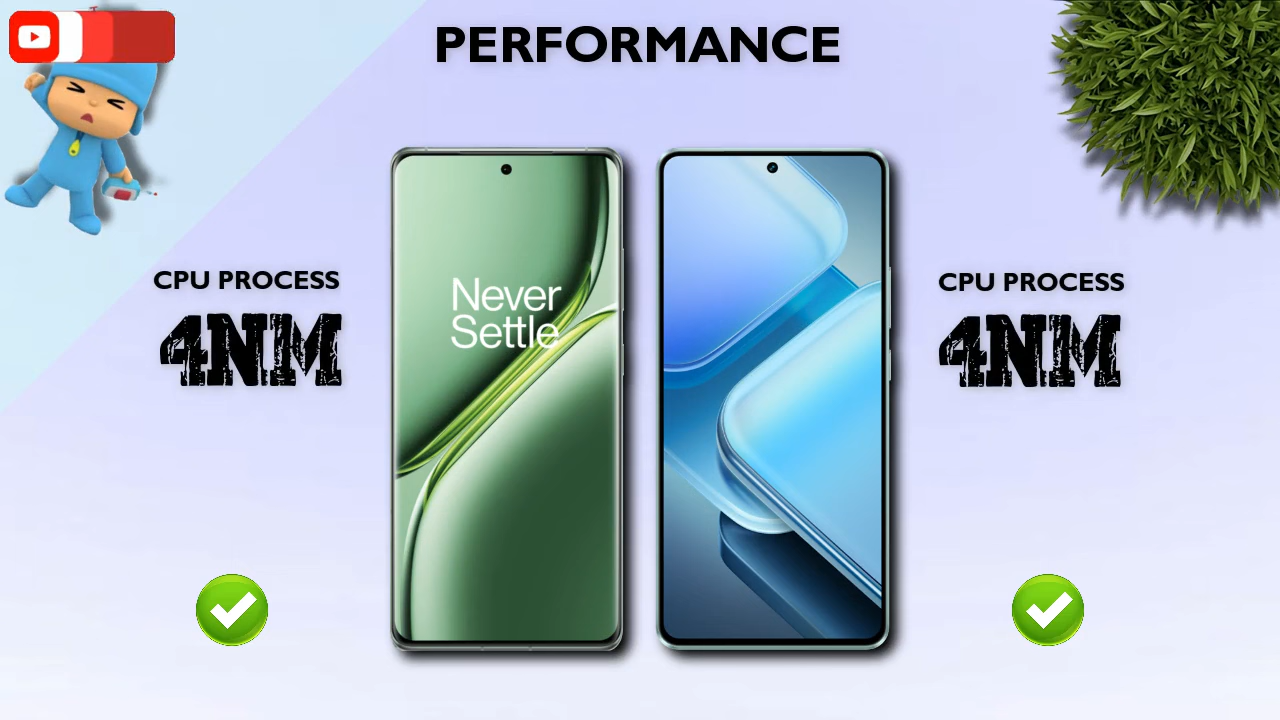 PERFORMANCE
CPU PROCESS
4NM
Never
Settle
CPU PROCESS
4NM